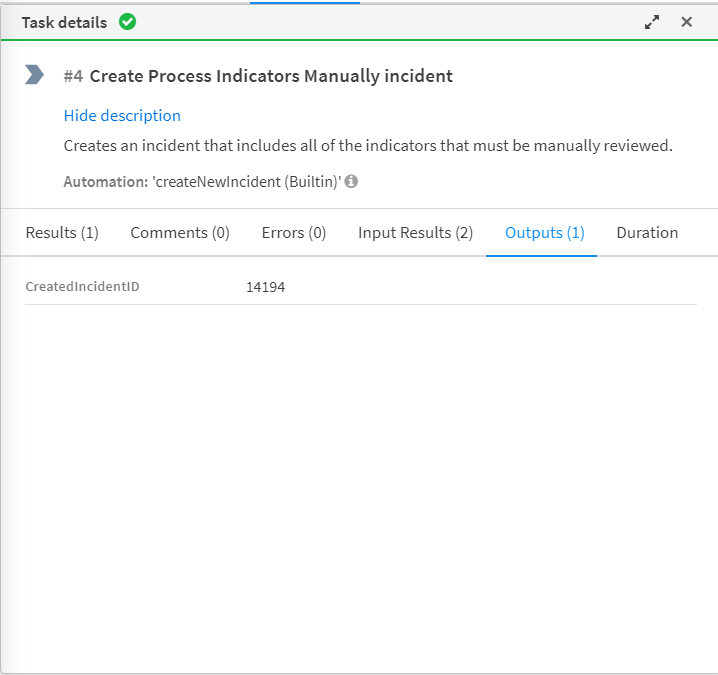 Task details
#4 Create Process Indicators Manually incident
Hide description
Creates an incident that includes all of the indicators that must be manually reviewed.
Automation: 'createNewIncident (Builtin)'
Results (1) Comments (0) Errors (0) Input Results (2) Outputs (1) Duration
CreatedIncidentID 14194